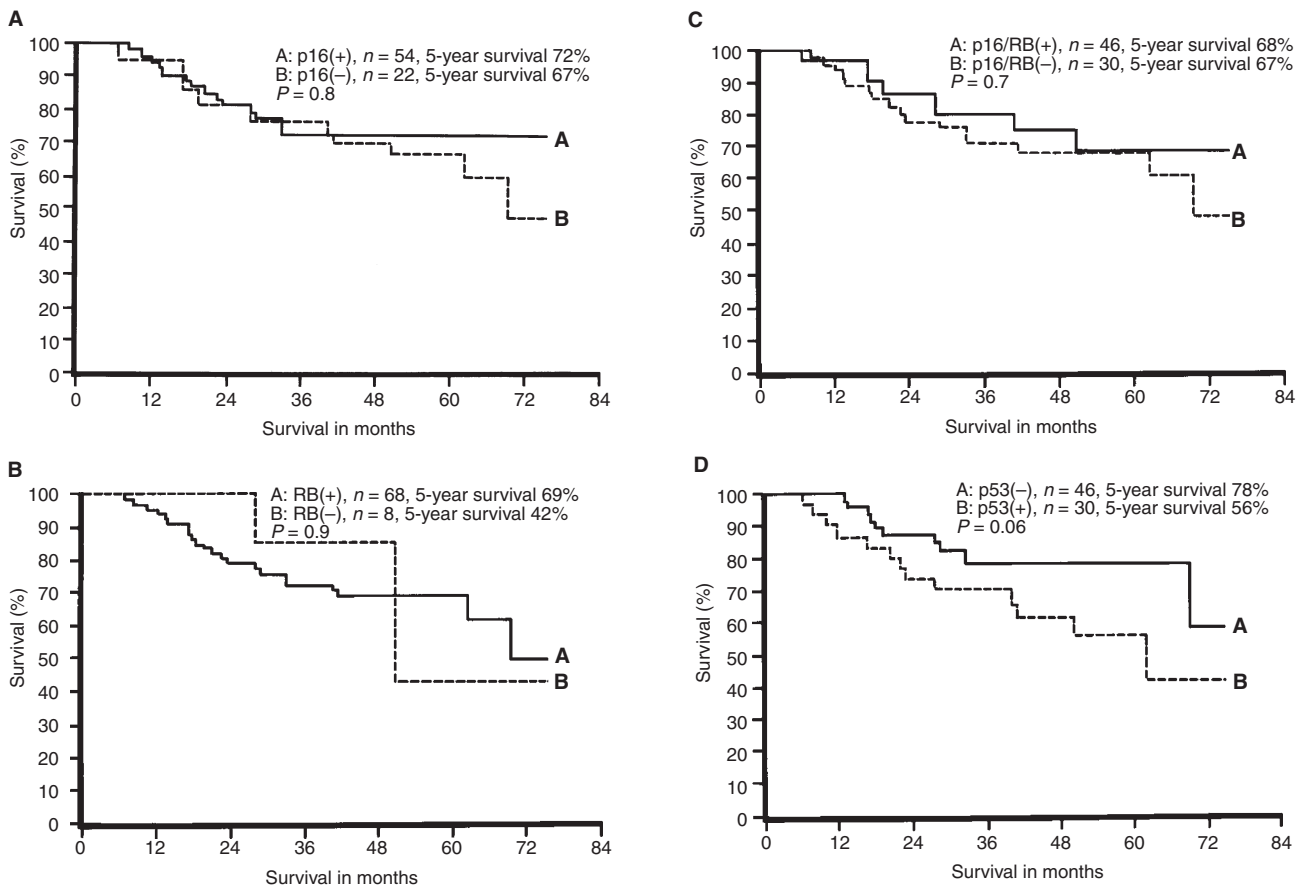 A
A: p16(+), n = 54, 5-year survival 72%
B: p16(–), n = 22, 5-year survival 67%
P = 0.8
100
90
80
70
60
50
40
30
20
10
0
Survival (%)
A
B
0 12 24 36 48 60 72 84
Survival in months
B
A: RB(+), n = 68, 5-year survival 69%
B: RB(–), n = 8, 5-year survival 42%
P = 0.9
100
90
80
70
60
50
40
30
20
10
0
Survival (%)
A
B
0 12 24 36 48 60 72 84
Survival in months
C
A: p16/RB(+), n = 46, 5-year survival 68%
B: p16/RB(–), n = 30, 5-year survival 67%
P = 0.7
100
90
80
70
60
50
40
30
20
10
0
Survival (%)
A
B
0 12 24 36 48 60 72 84
Survival in months
D
A: p53(–), n = 46, 5-year survival 78%
B: p53(+), n = 30, 5-year survival 56%
P = 0.06
100
90
80
70
60
50
40
30
20
10
0
Survival (%)
A
B
0 12 24 36 48 60 72 84
Survival in months